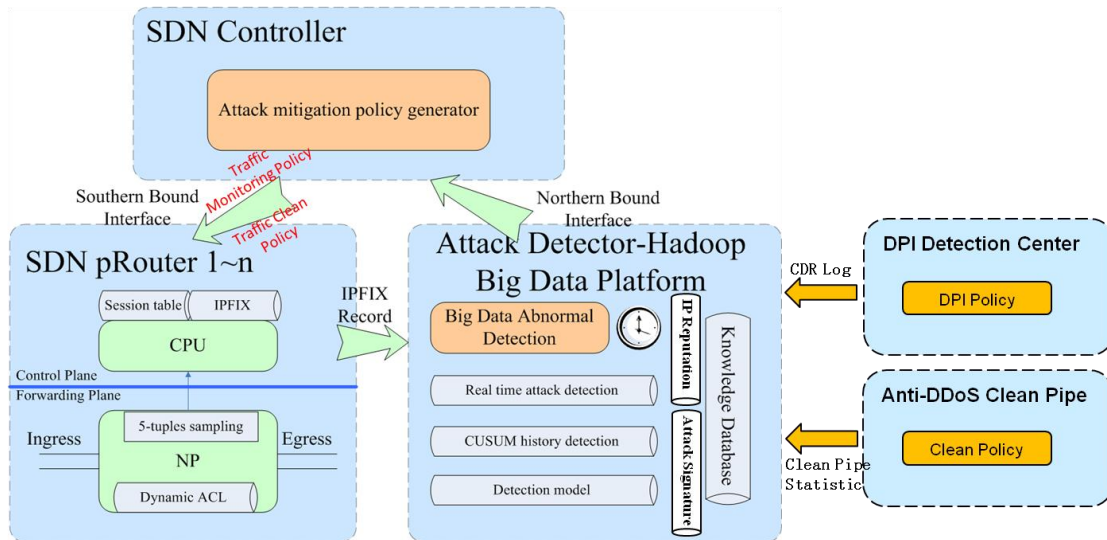 SDN Controller
Attack mitigation policy generator
Traffic
Monitoring Policy
Traffic Clean
Policy
Southern Bound
Interface
Northern Bound
Interface
SDN pRouter 1~n
Session table
IPFIX
CPU
Control Plane
Forwarding Plane
5-tuples sampling
Ingress
Egress
NP
Dynamic ACL
IPFIX
Record
Attack Detector-Hadoop
Big Data Platform
Big Data Abnormal
Detection
Real time attack detection
CUSUM history detection
Detection model
IP Reputation
Attack Signature
Knowledge Database
CDR Log
Clean Pipe
Statistic
DPI Detection Center
DPI Policy
Anti-DDoS Clean Pipe
Clean Policy